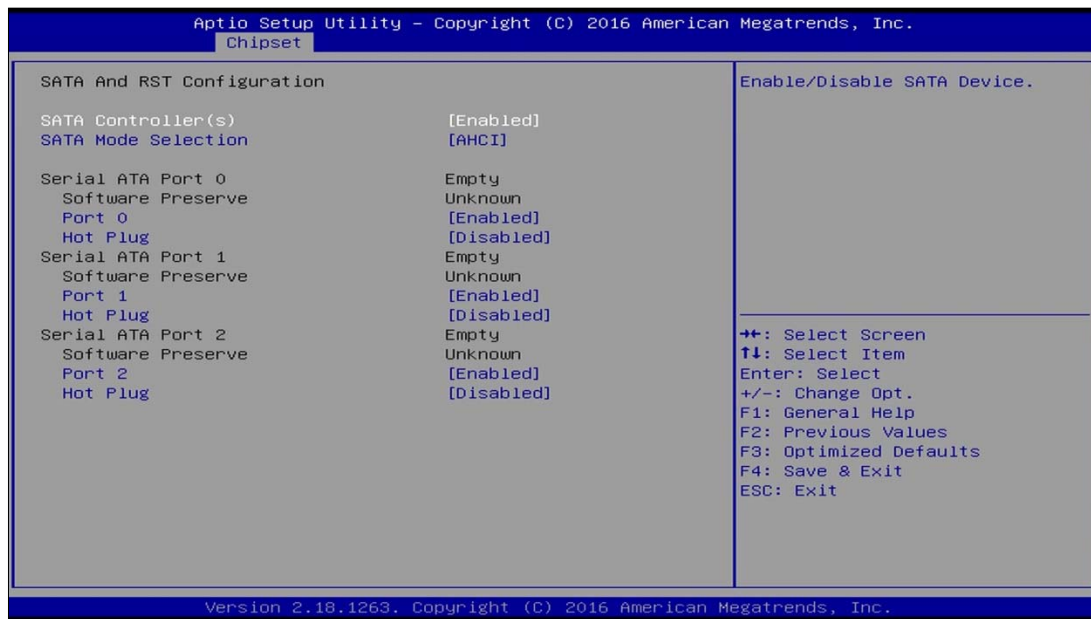 Aptio Setup Utility – Copyright (C) 2016 American Megatrends, Inc.
Chipset
SATA And RST Configuration
SATA Controller(s) [Enabled]
SATA Mode Selection [AHCI]
Serial ATA Port 0 Empty
Software Preserve Unknown
Port 0 [Enabled]
Hot Plug [Disabled]
Serial ATA Port 1 Empty
Software Preserve Unknown
Port 1 [Enabled]
Hot Plug [Disabled]
Serial ATA Port 2 Empty
Software Preserve Unknown
Port 2 [Enabled]
Hot Plug [Disabled]
Enable/Disable SATA Device.
→←: Select Screen
↑↓: Select Item
Enter: Select
+/-: Change Opt.
F1: General Help
F2: Previous Values
F3: Optimized Defaults
F4: Save & Exit
ESC: Exit
Version 2.18.1263. Copyright (C) 2016 American Megatrends, Inc.